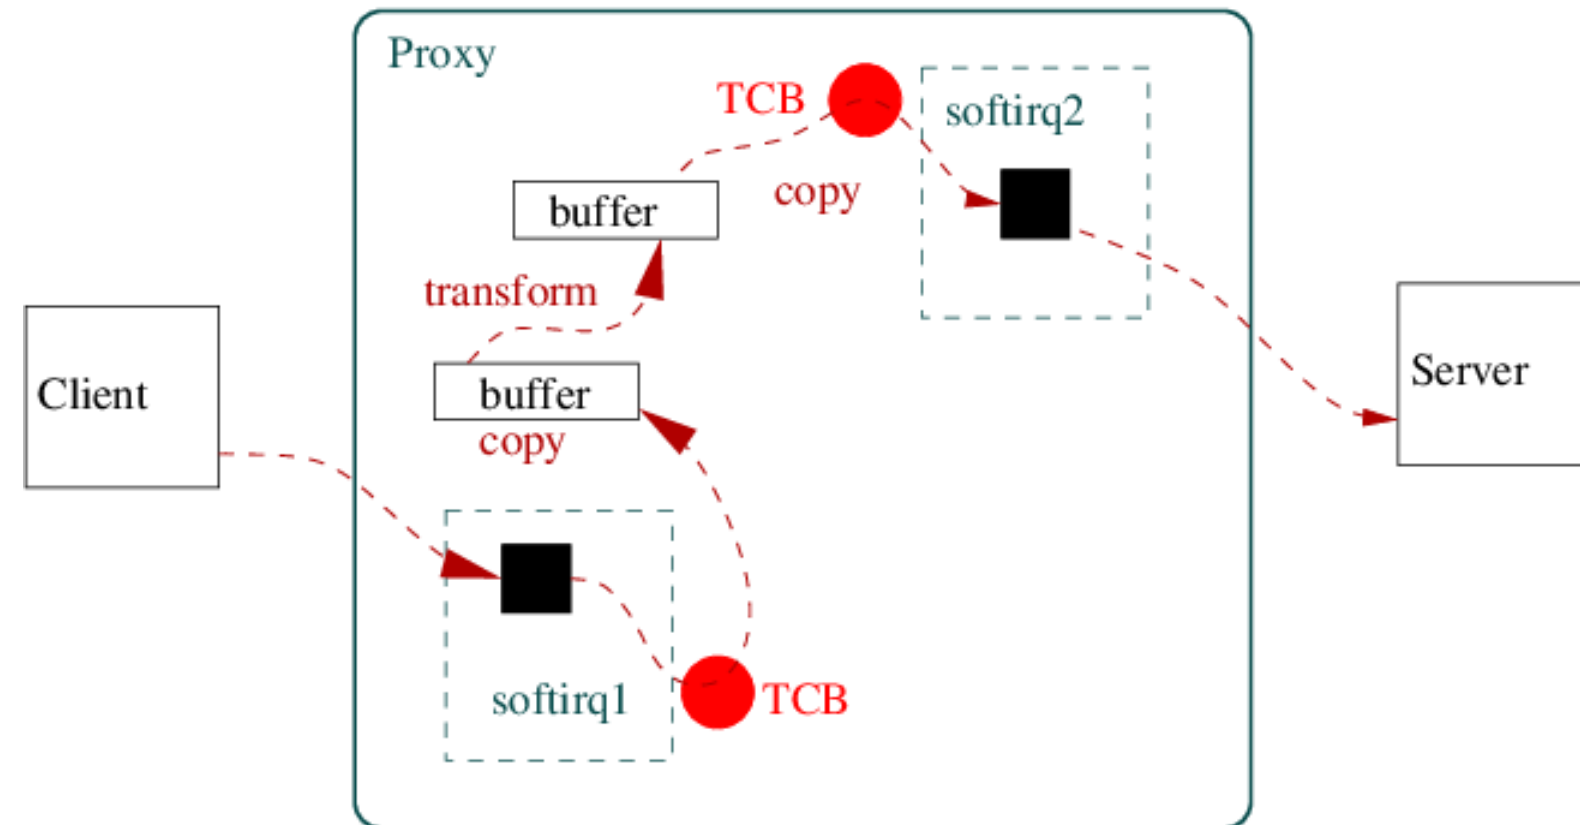 Proxy
TCB
softirq2
copy
buffer
transform
Client
buffer
copy
Server
softirq1
TCB